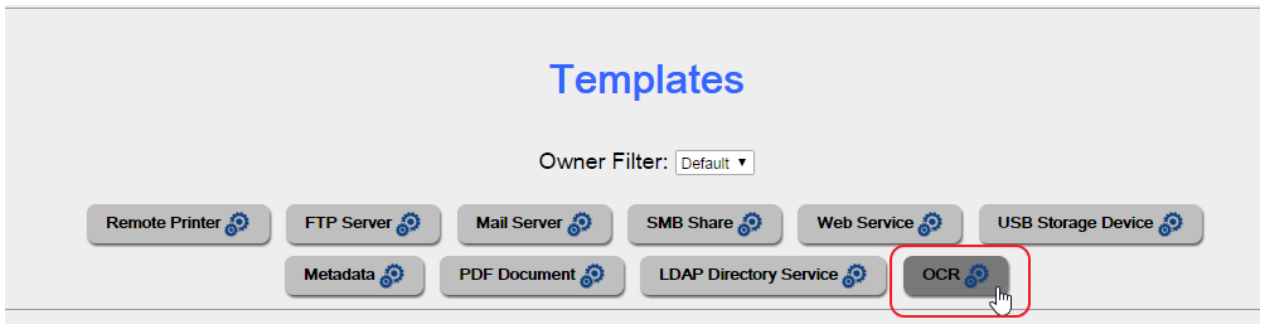 Templates
Owner Filter: Default
Remote Printer FTP Server Mail Server SMB Share Web Service USB Storage Device
Metadata PDF Document LDAP Directory Service OCR